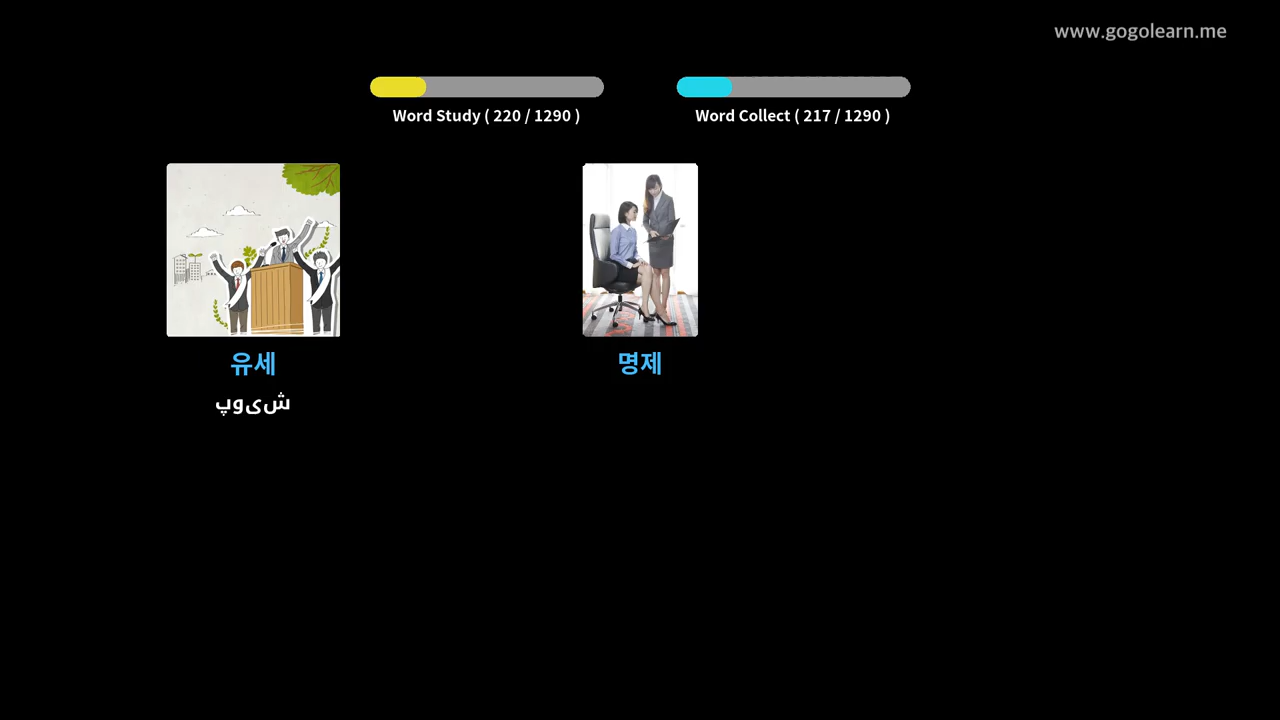 www.gogolearn.me
Word Study ( 220 / 1290 )
Word Collect ( 217 / 1290 )
유세
شیوپ
명제